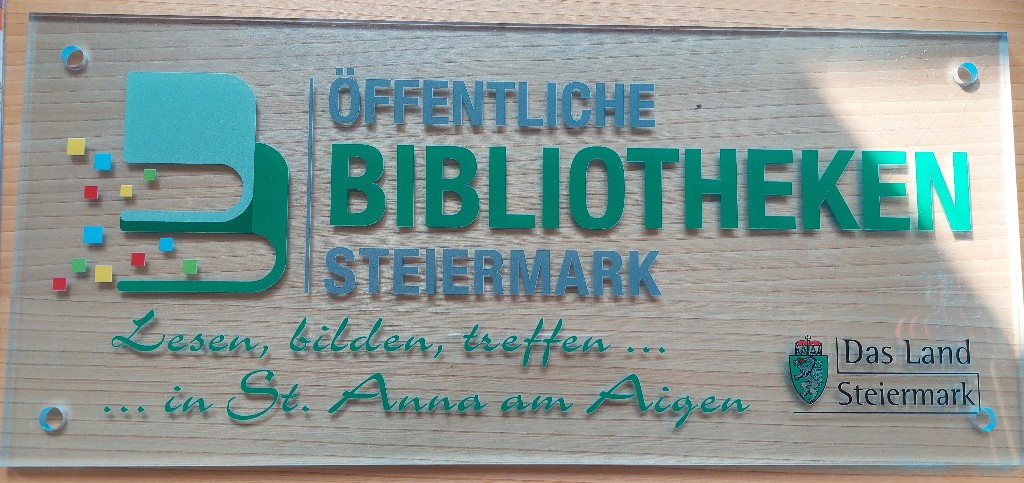 ÖFFENTLICHE
BIBLIOTHEKEN
STEIERMARK
Lesen, bilden, treffen ...
... in St. Anna am Aigen
Das Land
Steiermark